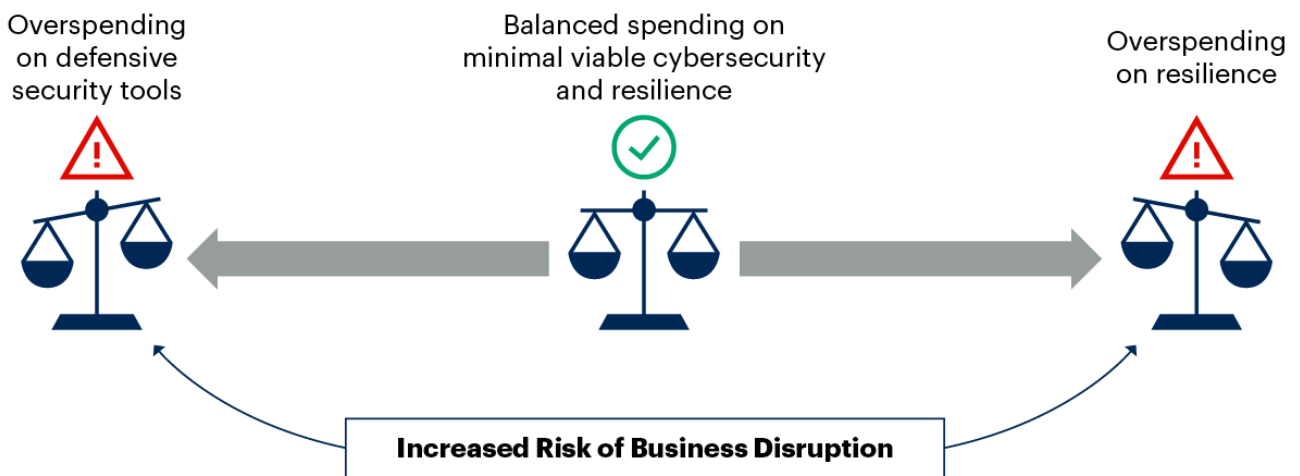 Overspending
on defensive
security tools
Balanced spending on
minimal viable cybersecurity
and resilience
Overspending
on resilience
Increased Risk of Business Disruption